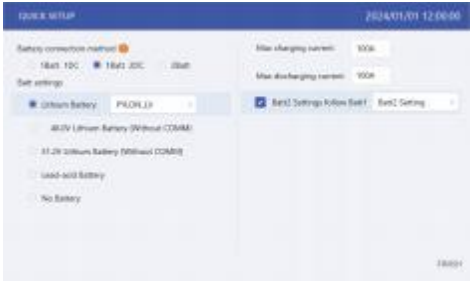 QUICK SETUP
2024/01/01 12:00:00
Battery connection method
1Batt 1DC
1Batt 2DC
2Batt
Batt settings
Lithium Battery
PYLON_LV
48.0V Lithium Battery (Without COMM)
51.2V Lithium Battery (Without COMM)
Lead-acid Battery
No Battery
Max charging current
100A
Max discharging current
100A
Batt2 Settings Follow Batt1
Batt2 Setting
FINISH